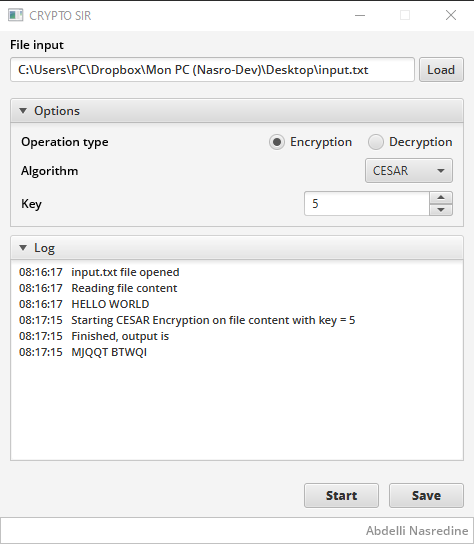 CRYPTO SIR
File input
C:\Users\PC\Dropbox\Mon PC (Nasro-Dev)\Desktop\input.txt Load
Options
Operation type Encryption Decryption
Algorithm CESAR
Key 5
Log
08:16:17 input.txt file opened
08:16:17 Reading file content
08:16:17 HELLO WORLD
08:17:15 Starting CESAR Encryption on file content with key = 5
08:17:15 Finished, output is
08:17:15 MJQQT BTWQI
Start Save
Abdelli Nasredine